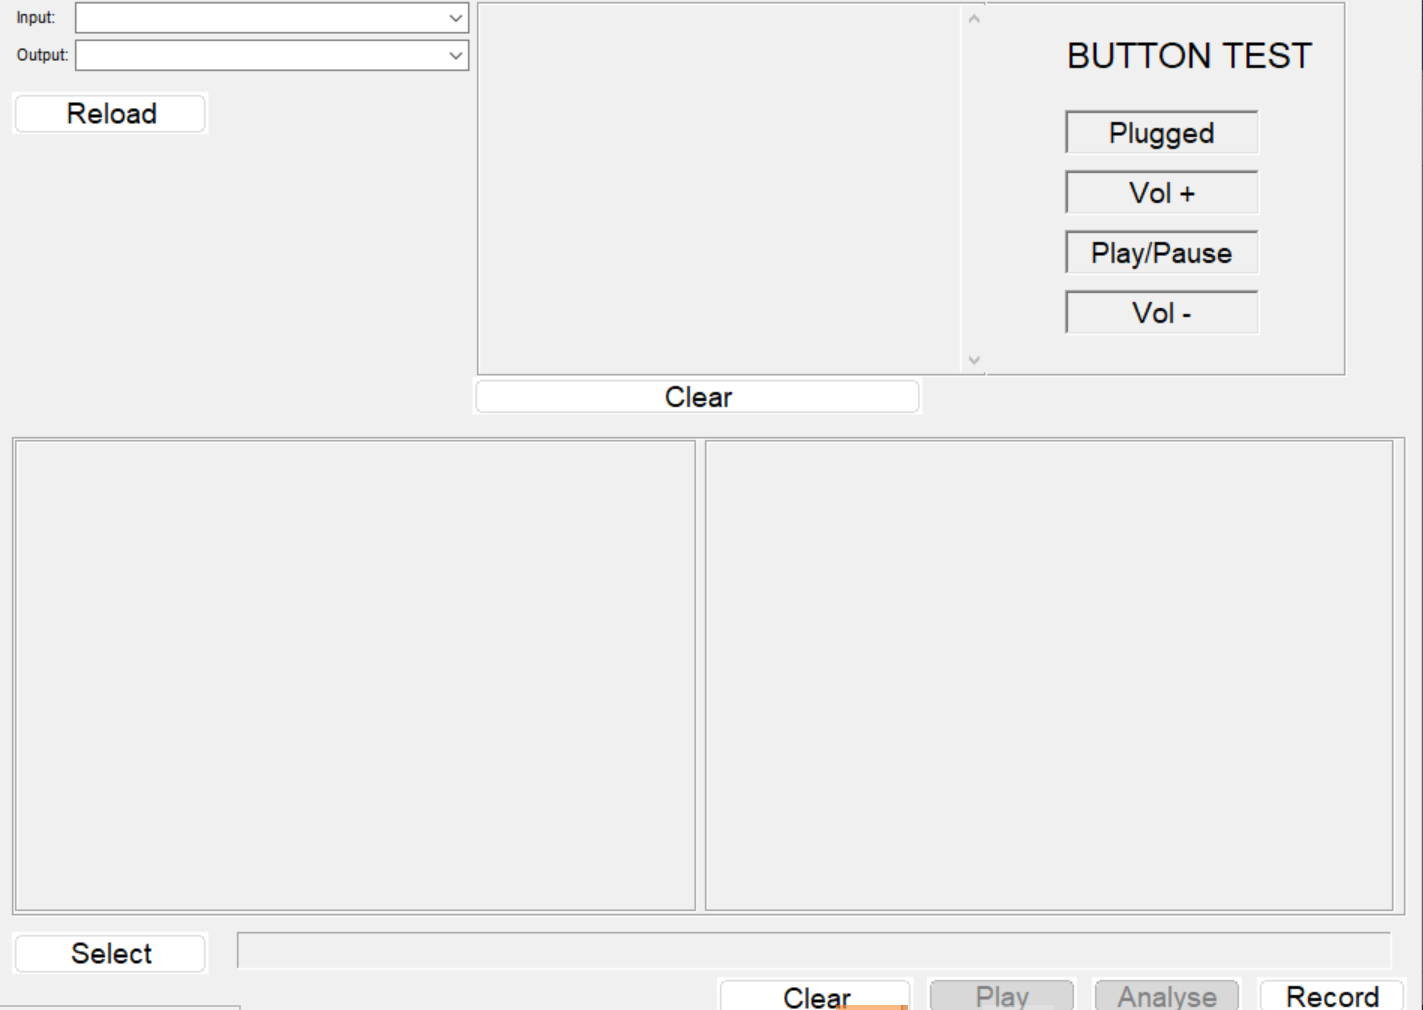 Input:
Output:
Reload
BUTTON TEST
Plugged
Vol +
Play/Pause
Vol -
Clear
Select
Clear
Play
Analyse
Record